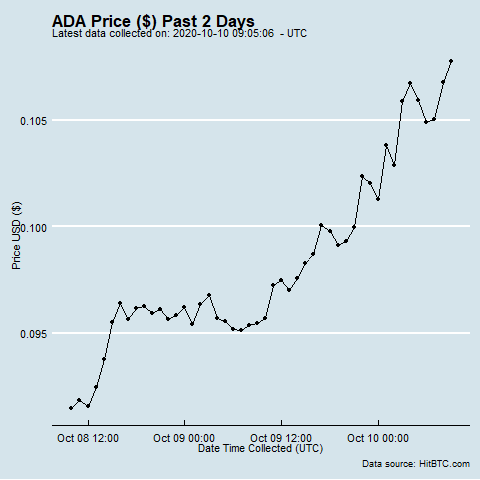 ADA Price ($) Past 2 Days
Latest data collected on: 2020-10-10 09:05:06 - UTC
Price USD ($)
0.105
0.100
0.095
Oct 08 12:00 Oct 09 00:00 Oct 09 12:00 Oct 10 00:00
Date Time Collected (UTC)
Data source: HitBTC.com